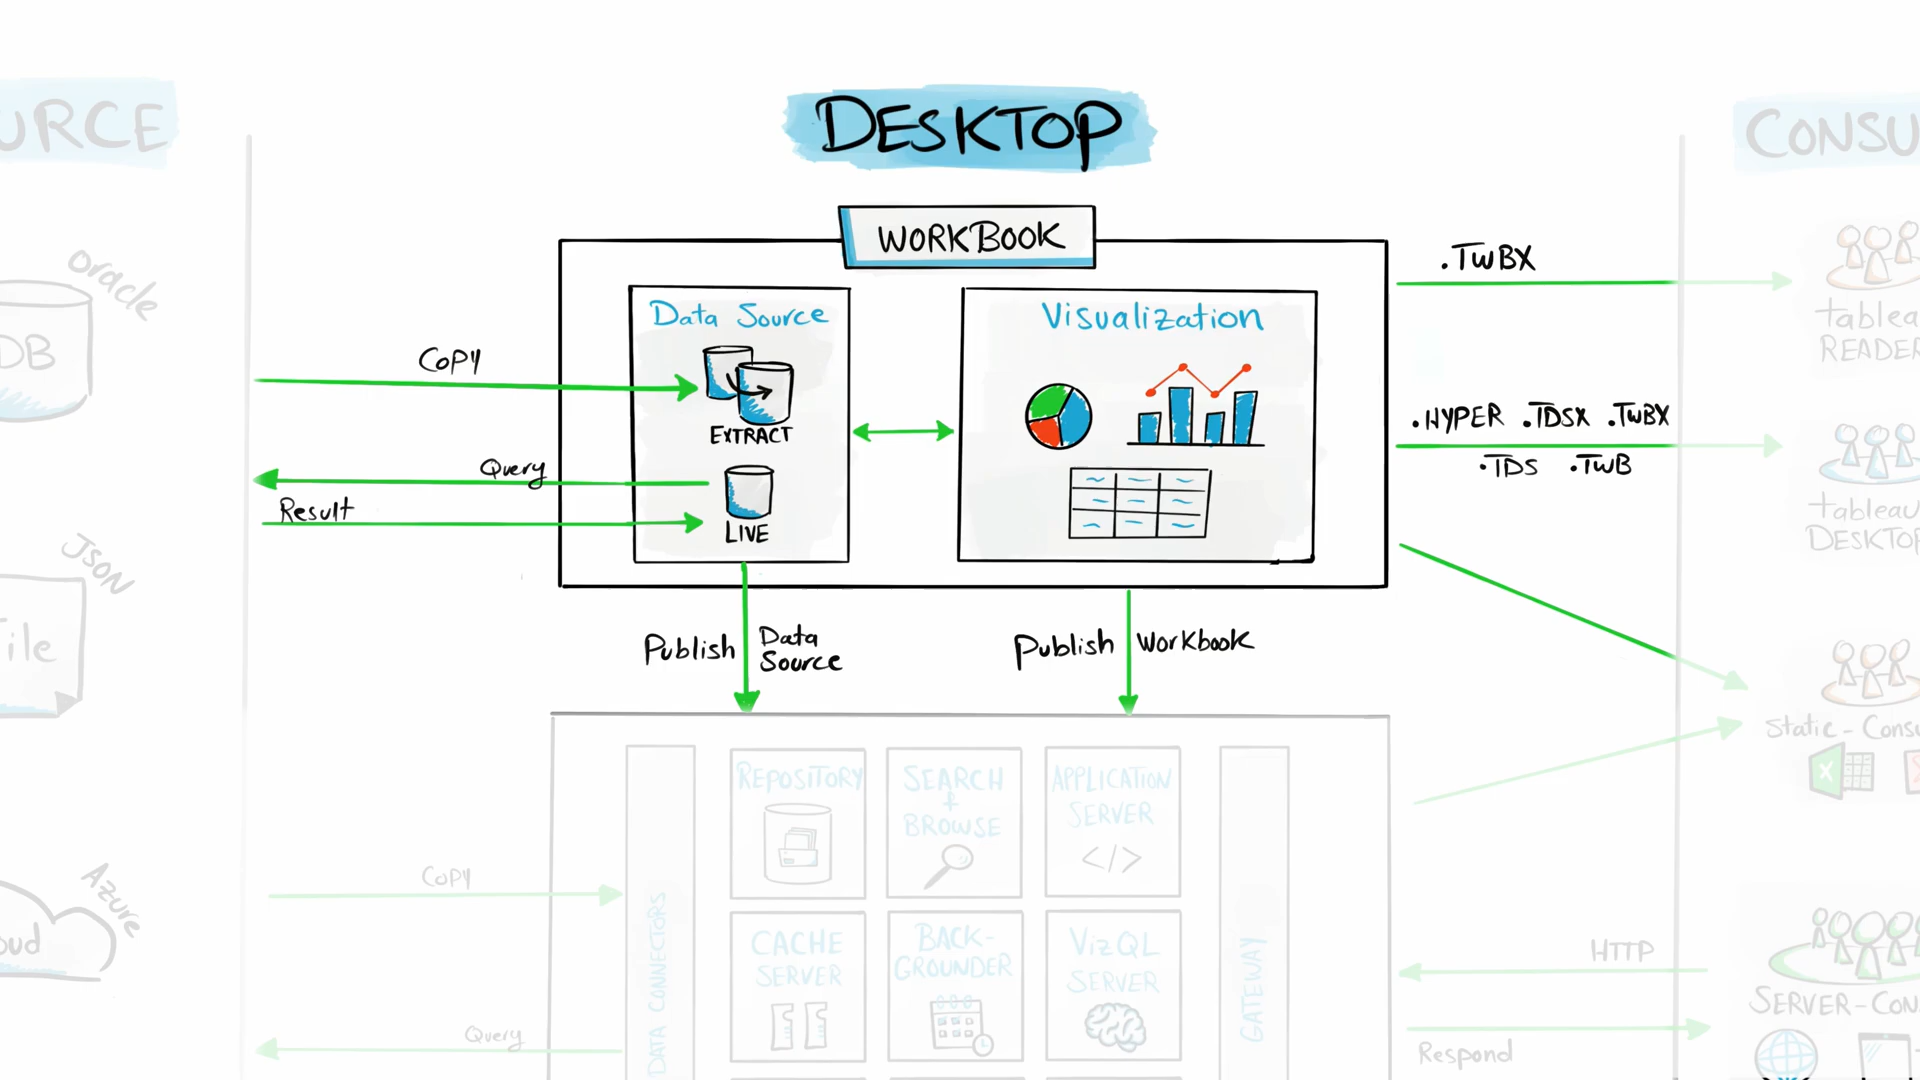 DESKTOP
URCE
CONSU
WORKBOOK
Data Source
Visualization
.TWBX
Oracle
DB
COPY
EXTRACT
tablea
READER
.HYPER .TDSX .TWBX
.TDS .TWB
Query
Result
LIVE
tableau
DESKTOP
JSON
File
Publish Data Source
Publish Workbook
Static-Consu
X
REPOSITORY
SEARCH
+
BROWSE
APPLICATION
SERVER
</>
COPY
DATA CONNECTORS
Azure
oud
CACHE
SERVER
BACK-
GROUNDER
VizQL
SERVER
GATEWAY
HTTP
SERVER-CON
Query
Respond